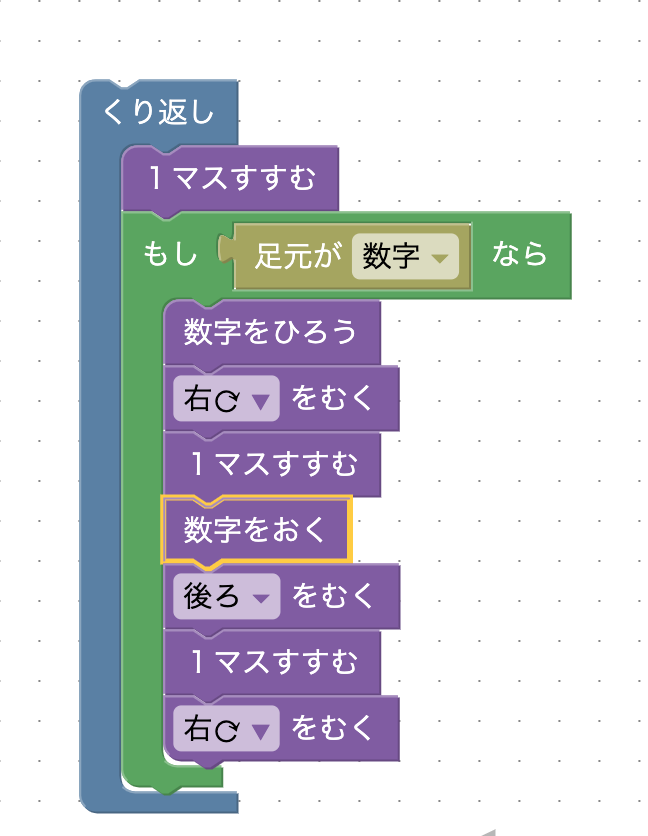 くり返し
1マスすすむ
もし 足元が 数字 なら
数字をひろう
右 をむく
1マスすすむ
数字をおく
後ろ をむく
1マスすすむ
右 をむく